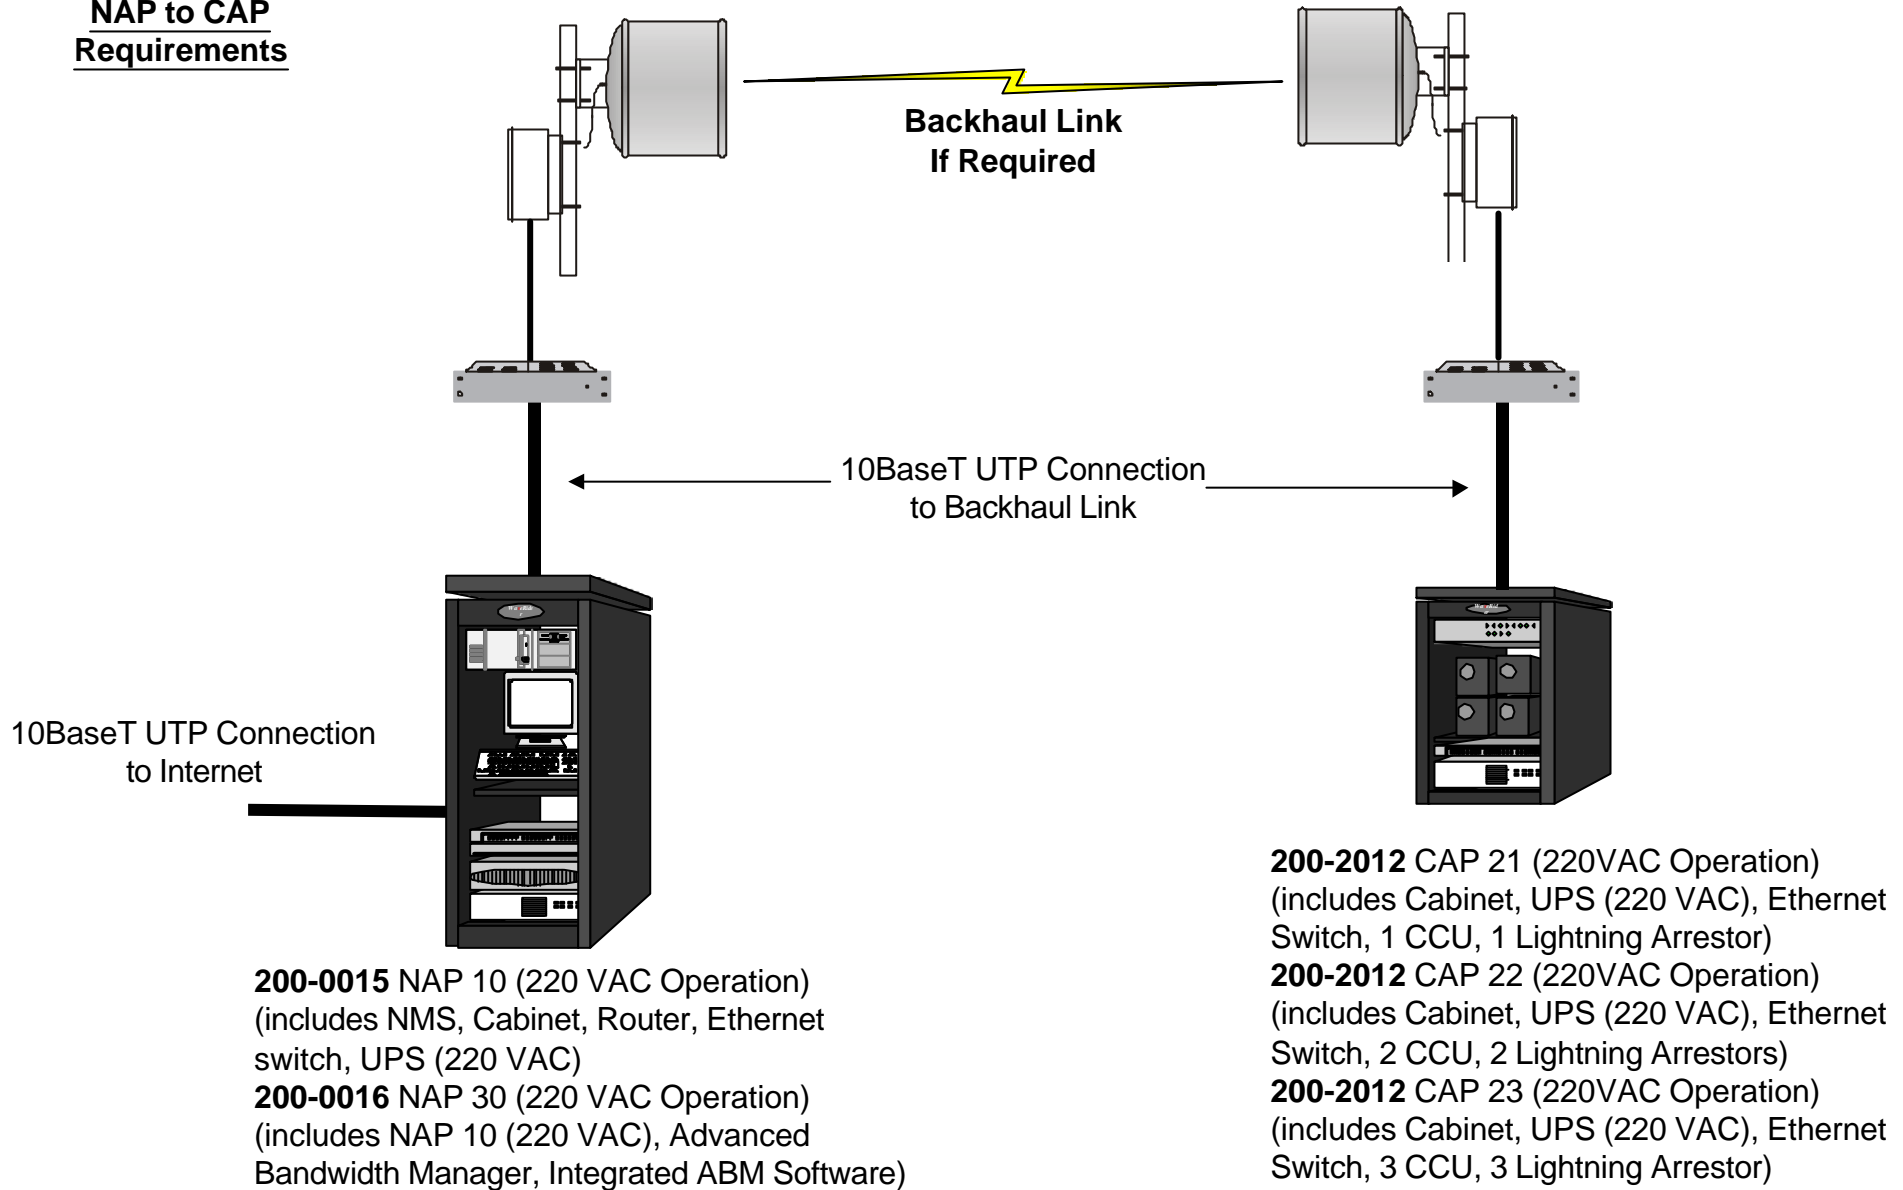 NAP to CAP
Requirements
Backhaul Link
If Required
10BaseT UTP Connection
to Backhaul Link
10BaseT UTP Connection
to Internet
200-0015 NAP 10 (220 VAC Operation)
(includes NMS, Cabinet, Router, Ethernet
switch, UPS (220 VAC)
200-0016 NAP 30 (220 VAC Operation)
(includes NAP 10 (220 VAC), Advanced
Bandwidth Manager, Integrated ABM Software)
200-2012 CAP 21 (220VAC Operation)
(includes Cabinet, UPS (220 VAC), Ethernet
Switch, 1 CCU, 1 Lightning Arrestor)
200-2012 CAP 22 (220VAC Operation)
(includes Cabinet, UPS (220 VAC), Ethernet
Switch, 2 CCU, 2 Lightning Arrestors)
200-2012 CAP 23 (220VAC Operation)
(includes Cabinet, UPS (220 VAC), Ethernet
Switch, 3 CCU, 3 Lightning Arrestor)